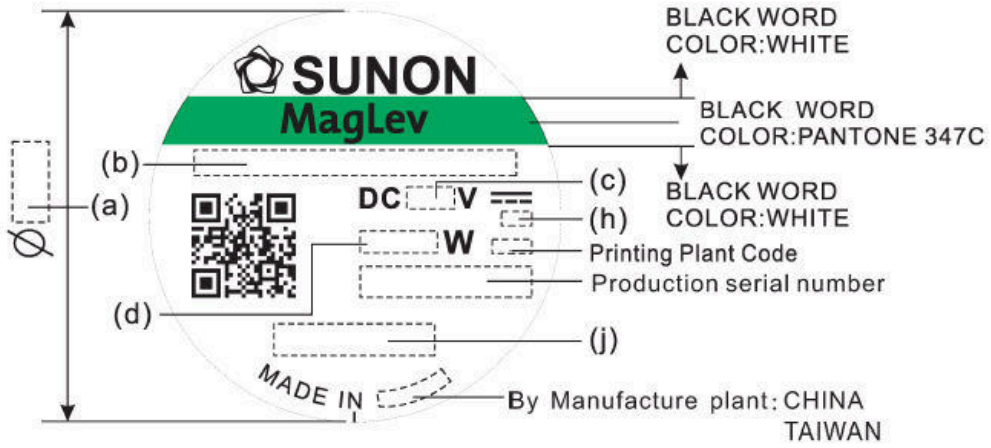 BLACK WORD
COLOR:WHITE
SUNON
MagLev
BLACK WORD
COLOR:PANTONE 347C
(b)
(c)
DC V
BLACK WORD
COLOR:WHITE
(a)
(h)
Ø
W
Printing Plant Code
Production serial number
(d)
(j)
MADE IN
By Manufacture plant: CHINA
TAIWAN